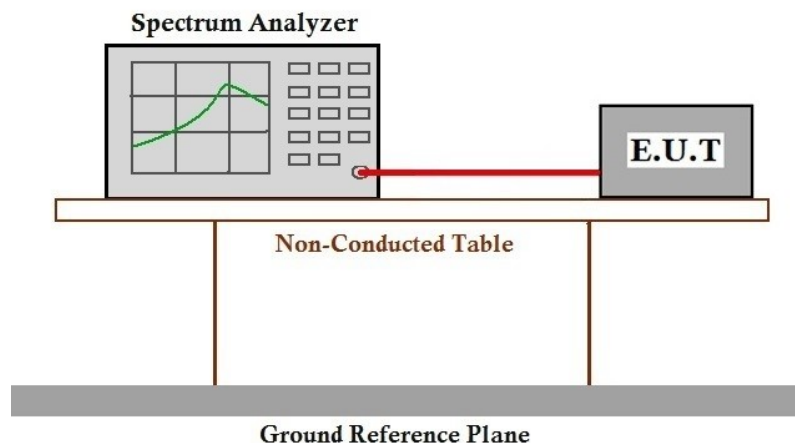 Spectrum Analyzer
E.U.T
Non-Conducted Table
Ground Reference Plane